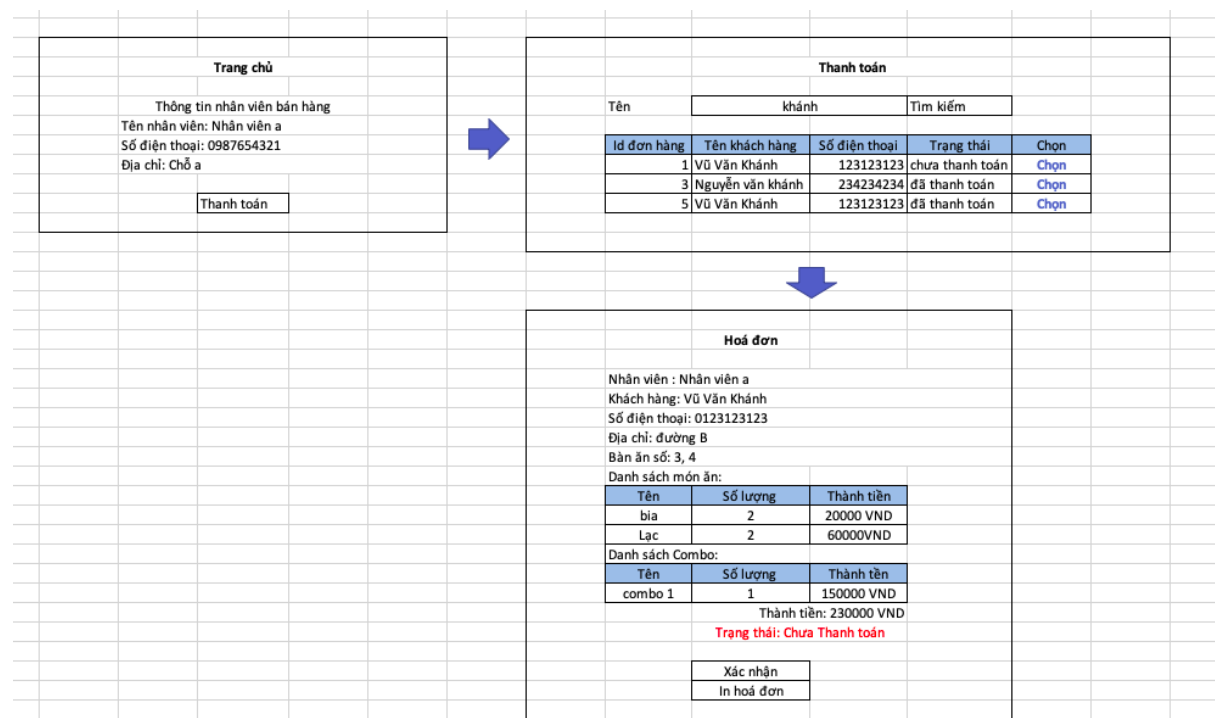 Trang chủ
Thông tin nhân viên bán hàng
Tên nhân viên: Nhân viên a
Số điện thoại: 0987654321
Địa chỉ: Chỗ a
Thanh toán
Thanh toán
Tên khánh Tìm kiếm
Id đơn hàng Tên khách hàng Số điện thoại Trạng thái Chọn
1 Vũ Văn Khánh 123123123 chưa thanh toán Chọn
3 Nguyễn văn khánh 234234234 đã thanh toán Chọn
5 Vũ Văn Khánh 123123123 đã thanh toán Chọn
Hoá đơn
Nhân viên : Nhân viên a
Khách hàng: Vũ Văn Khánh
Số điện thoại: 0123123123
Địa chỉ: đường B
Bàn ăn số: 3, 4
Danh sách món ăn:
Tên Số lượng Thành tiền
bia 2 20000 VND
Lạc 2 60000VND
Danh sách Combo:
Tên Số lượng Thành tền
combo 1 1 150000 VND
Thành tiền: 230000 VND
Trạng thái: Chưa Thanh toán
Xác nhận
In hoá đơn